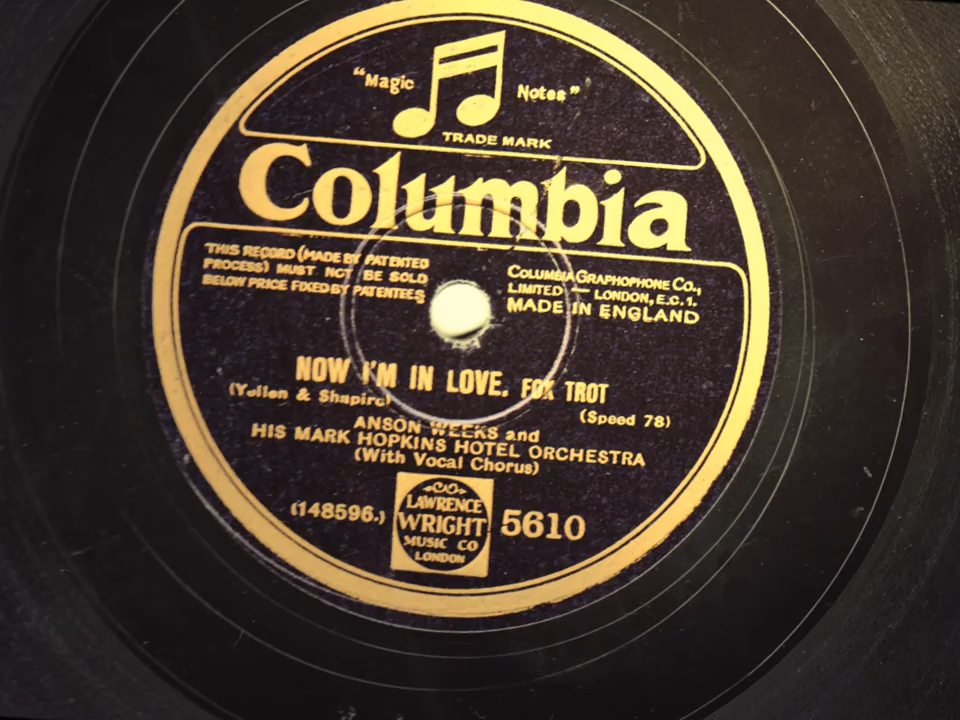 "Magic Notes"
TRADE MARK
Columbia
THIS RECORD (MADE BY PATENTED
PROCESS) MUST NOT BE SOLD
BELOW PRICE FIXED BY PATENTEES
COLUMBIA GRAPHOPHONE CO.,
LIMITED — LONDON, E.C.1.
MADE IN ENGLAND
NOW I'M IN LOVE. FOX TROT
(Yellen & Shapiro)
(Speed 78)
ANSON WEEKS and
HIS MARK HOPKINS HOTEL ORCHESTRA
(With Vocal Chorus)
(148596.)
LAWRENCE
WRIGHT
MUSIC CO
LONDON
5610